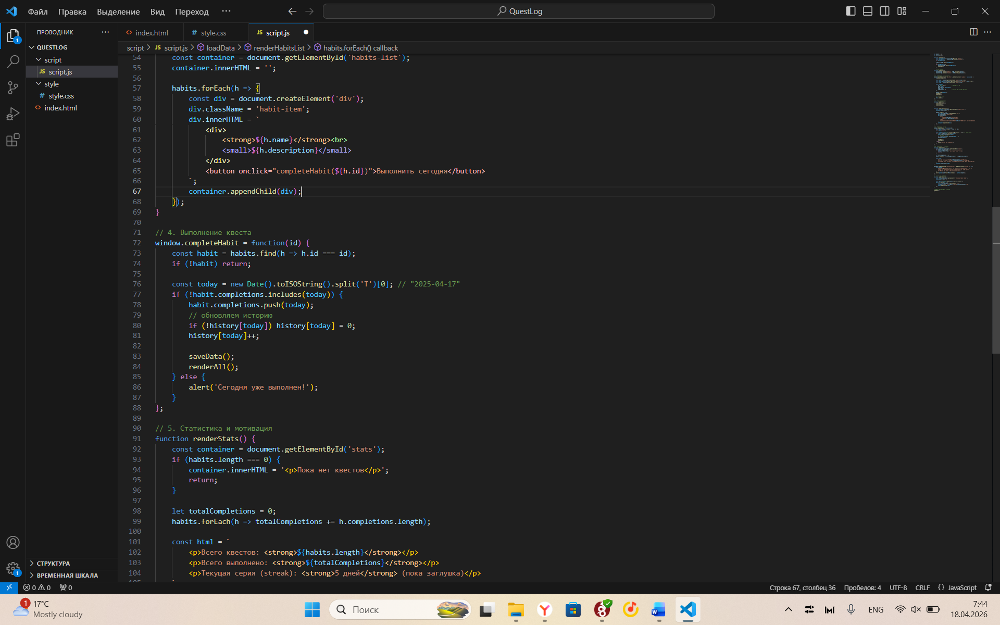 Файл Правка Выделение Вид Переход ···
QuestLog
ПРОВОДНИК ···
index.html
# style.css
JS script.js
QUESTLOG
script
JS script.js
style
# style.css
index.html
script > JS script.js > loadData > renderHabitsList > habits.forEach() callback
54 const container = document.getElementById('habits-list');
55 container.innerHTML = '';
56
57 habits.forEach(h => {
58 const div = document.createElement('div');
59 div.className = 'habit-item';
60 div.innerHTML = `
61 <div>
62 <strong>${h.name}</strong><br>
63 <small>${h.description}</small>
64 </div>
65 <button onclick="completeHabit(${h.id})">Выполнить сегодня</button>
66 `;
67 container.appendChild(div);
68 });
69 }
70
71 // 4. Выполнение квеста
72 window.completeHabit = function(id) {
73 const habit = habits.find(h => h.id === id);
74 if (!habit) return;
75
76 const today = new Date().toISOString().split('T')[0]; // "2025-04-17"
77 if (!habit.completions.includes(today)) {
78 habit.completions.push(today);
79 // обновляем историю
80 if (!history[today]) history[today] = 0;
81 history[today]++;
82
83 saveData();
84 renderAll();
85 } else {
86 alert('Сегодня уже выполнен!');
87 }
88 };
89
90 // 5. Статистика и мотивация
91 function renderStats() {
92 const container = document.getElementById('stats');
93 if (habits.length === 0) {
94 container.innerHTML = '<p>Пока нет квестов</p>';
95 return;
96 }
97
98 let totalCompletions = 0;
99 habits.forEach(h => totalCompletions += h.completions.length);
100
101 const html = `
102 <p>Всего квестов: <strong>${habits.length}</strong></p>
103 <p>Всего выполнено: <strong>${totalCompletions}</strong></p>
104 <p>Текущая серия (streak): <strong>5 дней</strong> (пока заглушка)</p>
СТРУКТУРА
ВРЕМЕННАЯ ШКАЛА
1
1
0 0 0
Строка 67, столбец 36 Пробелов: 4 UTF-8 CRLF {} JavaScript
1
17°C
Mostly cloudy
Поиск
ENG
7:44
18.04.2026